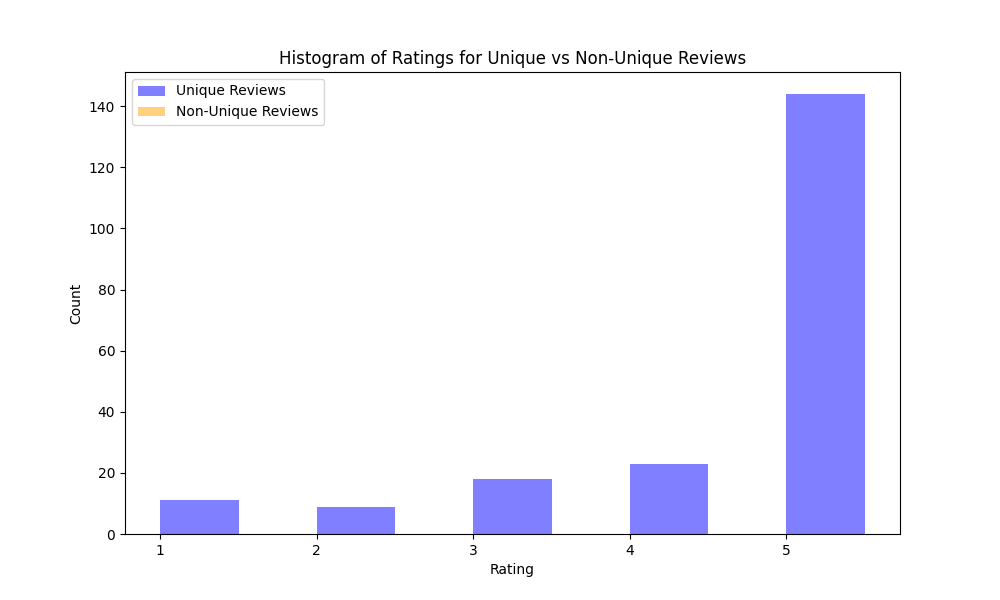 Histogram of Ratings for Unique vs Non-Unique Reviews
Unique Reviews
Non-Unique Reviews
140
120
100
80
60
40
20
0
Count
1 2 3 4 5
Rating